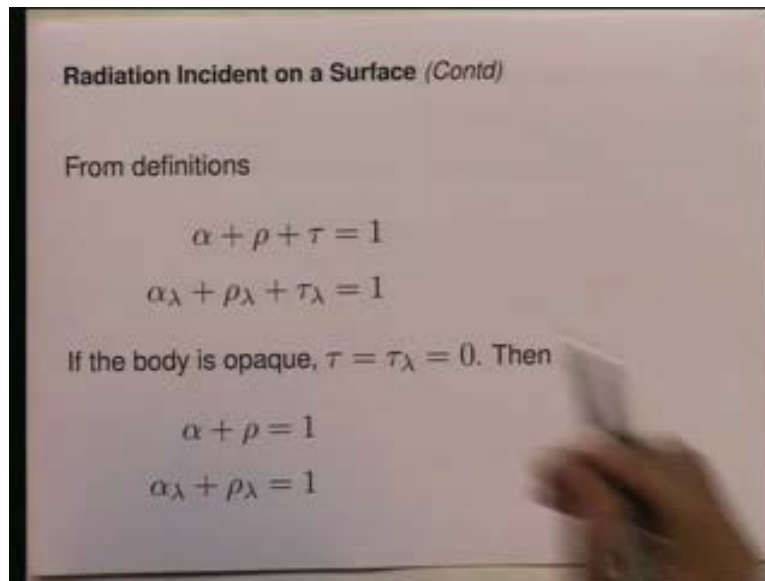 Radiation Incident on a Surface (Contd)
From definitions
α + ρ + τ = 1
α_λ + ρ_λ + τ_λ = 1
If the body is opaque, τ = τ_λ = 0. Then
α + ρ = 1
α_λ + ρ_λ = 1